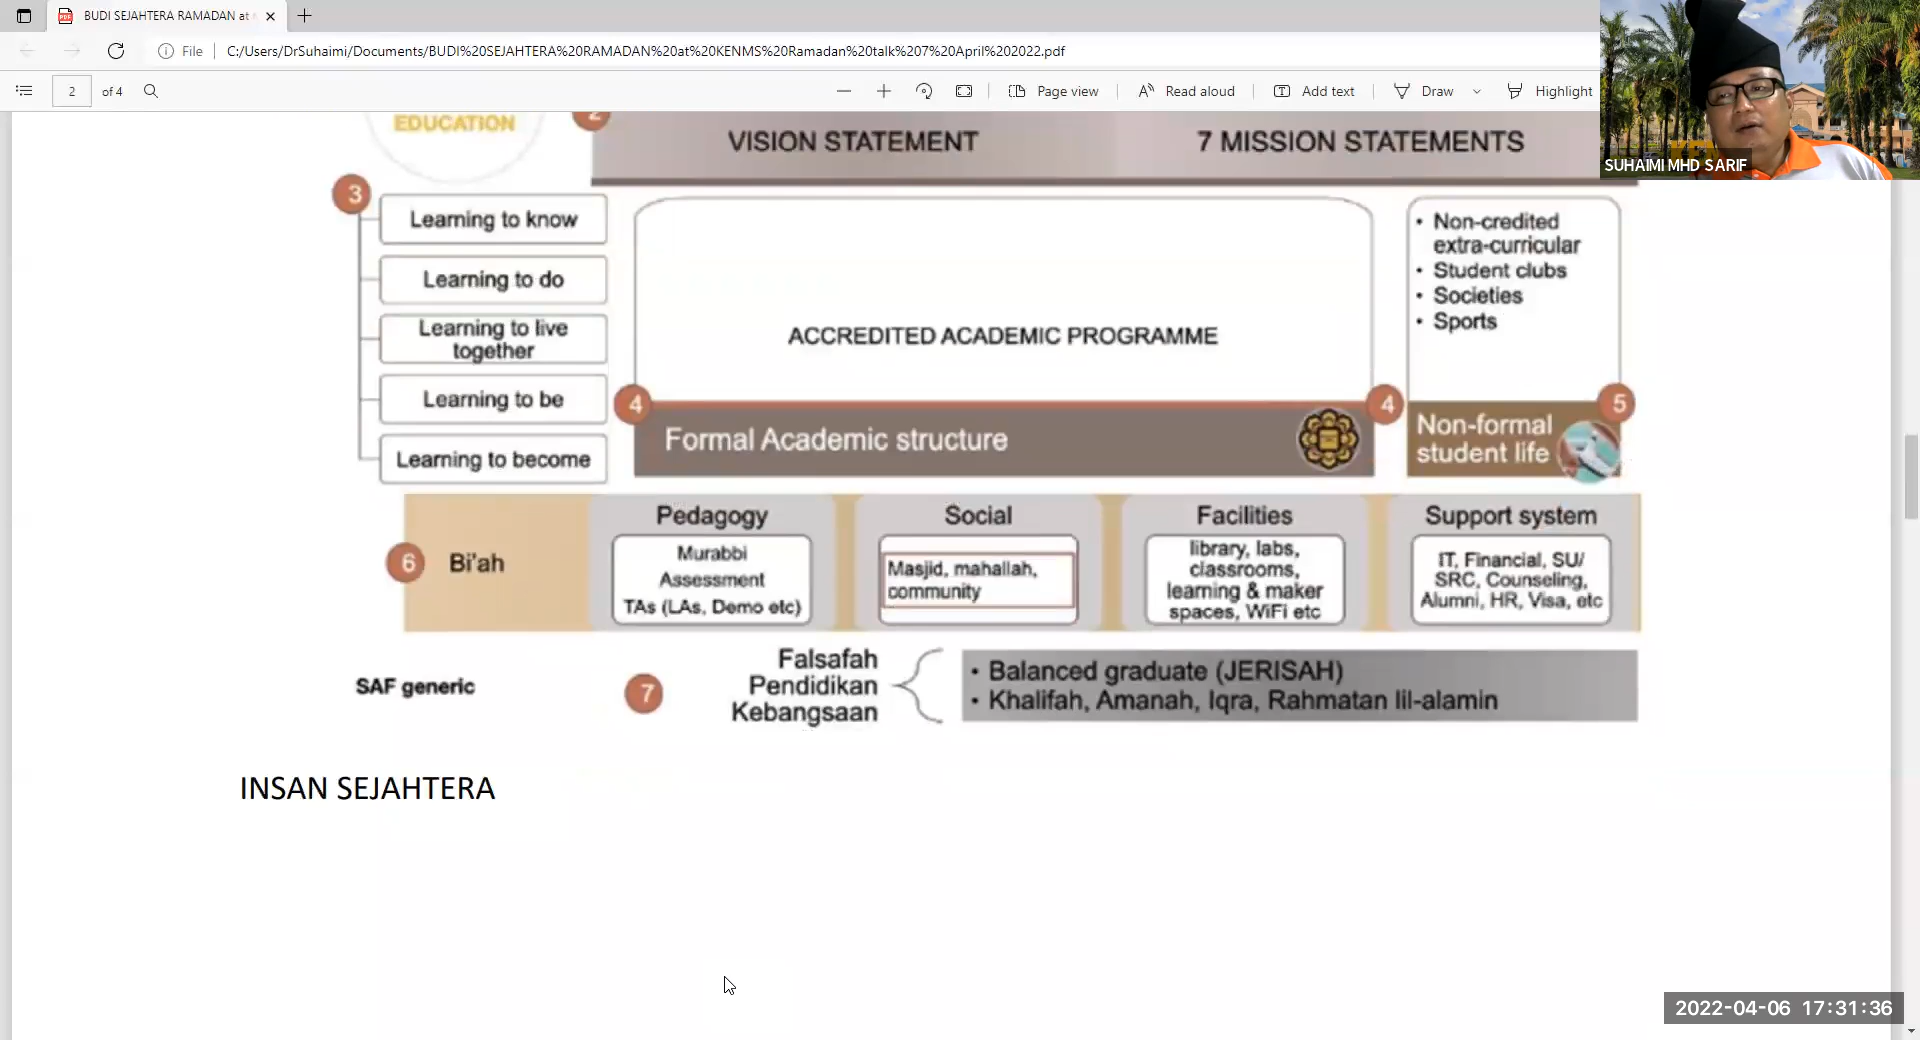 BUDI SEJAHTERA RAMADAN at
File
C:/Users/DrSuhaimi/Documents/BUDI%20SEJAHTERA%20RAMADAN%20at%20KENMS%20Ramadan%20talk%207%20April%202022.pdf
2 of 4
Page view
Read aloud
Add text
Draw
Highlight
SUHAIMI MHD SARIF
EDUCATION
2
VISION STATEMENT
7 MISSION STATEMENTS
3
Learning to know
Learning to do
Learning to live
together
Learning to be
Learning to become
ACCREDITED ACADEMIC PROGRAMME
4
Formal Academic structure
4
• Non-credited
extra-curricular
• Student clubs
• Societies
• Sports
5
Non-formal
student life
6
Bi'ah
Pedagogy
Murabbi
Assessment
TAs (LAs, Demo etc)
Social
Masjid, mahallah,
community
Facilities
library, labs,
classrooms,
learning & maker
spaces, WiFi etc
Support system
IT, Financial, SU/
SRC, Counseling,
Alumni, HR, Visa, etc
SAF generic
7
Falsafah
Pendidikan
Kebangsaan
• Balanced graduate (JERISAH)
• Khalifah, Amanah, Iqra, Rahmatan lil-alamin
INSAN SEJAHTERA
2022-04-06 17:31:36